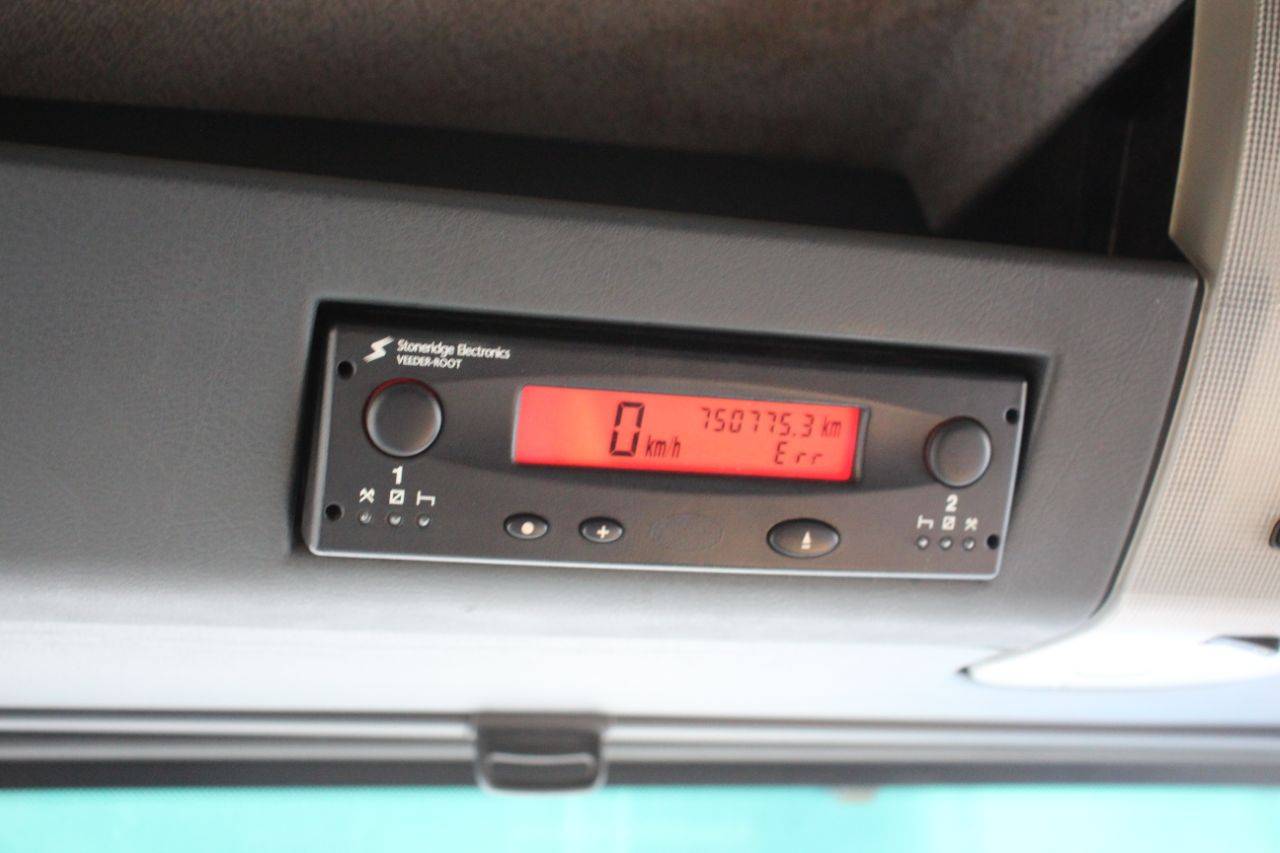 Stoneridge Electronics
VEEDER-ROOT
0 km/h
750775.3 km
Err
1
2